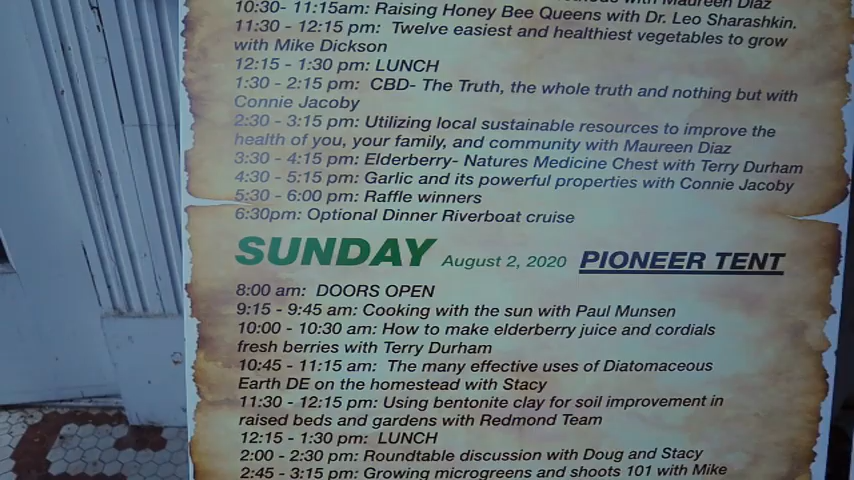 with Maureen Diaz
10:30- 11:15am: Raising Honey Bee Queens with Dr. Leo Sharashkin.
11:30 - 12:15 pm: Twelve easiest and healthiest vegetables to grow
with Mike Dickson
12:15 - 1:30 pm: LUNCH
1:30 - 2:15 pm: CBD- The Truth, the whole truth and nothing but with
Connie Jacoby
2:30 - 3:15 pm: Utilizing local sustainable resources to improve the
health of you, your family, and community with Maureen Diaz
3:30 - 4:15 pm: Elderberry- Natures Medicine Chest with Terry Durham
4:30 - 5:15 pm: Garlic and its powerful properties with Connie Jacoby
5:30 - 6:00 pm: Raffle winners
6:30pm: Optional Dinner Riverboat cruise
SUNDAY August 2, 2020 PIONEER TENT
8:00 am: DOORS OPEN
9:15 - 9:45 am: Cooking with the sun with Paul Munsen
10:00 - 10:30 am: How to make elderberry juice and cordials
fresh berries with Terry Durham
10:45 - 11:15 am: The many effective uses of Diatomaceous
Earth DE on the homestead with Stacy
11:30 - 12:15 pm: Using bentonite clay for soil improvement in
raised beds and gardens with Redmond Team
12:15 - 1:30 pm: LUNCH
2:00 - 2:30 pm: Roundtable discussion with Doug and Stacy
2:45 - 3:15 pm: Growing microgreens and shoots 101 with Mike